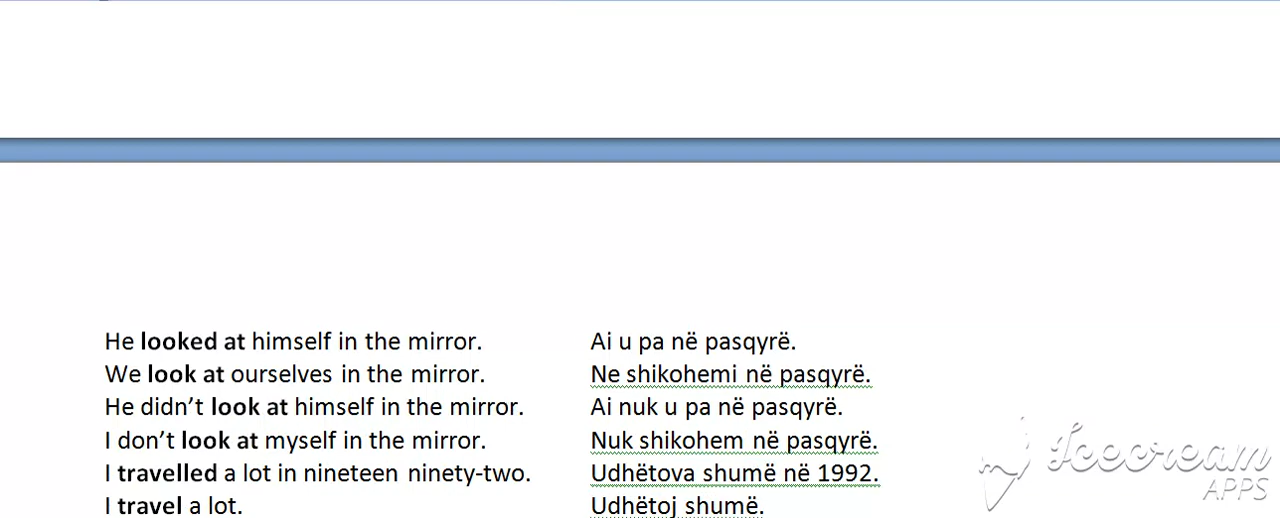 He looked at himself in the mirror. Ai u pa në pasqyrë.
We look at ourselves in the mirror. Ne shikohemi në pasqyrë.
He didn’t look at himself in the mirror. Ai nuk u pa në pasqyrë.
I don’t look at myself in the mirror. Nuk shikohem në pasqyrë.
I travelled a lot in nineteen ninety-two. Udhëtova shumë në 1992.
I travel a lot. Udhëtoj shumë.
Icecream
APPS